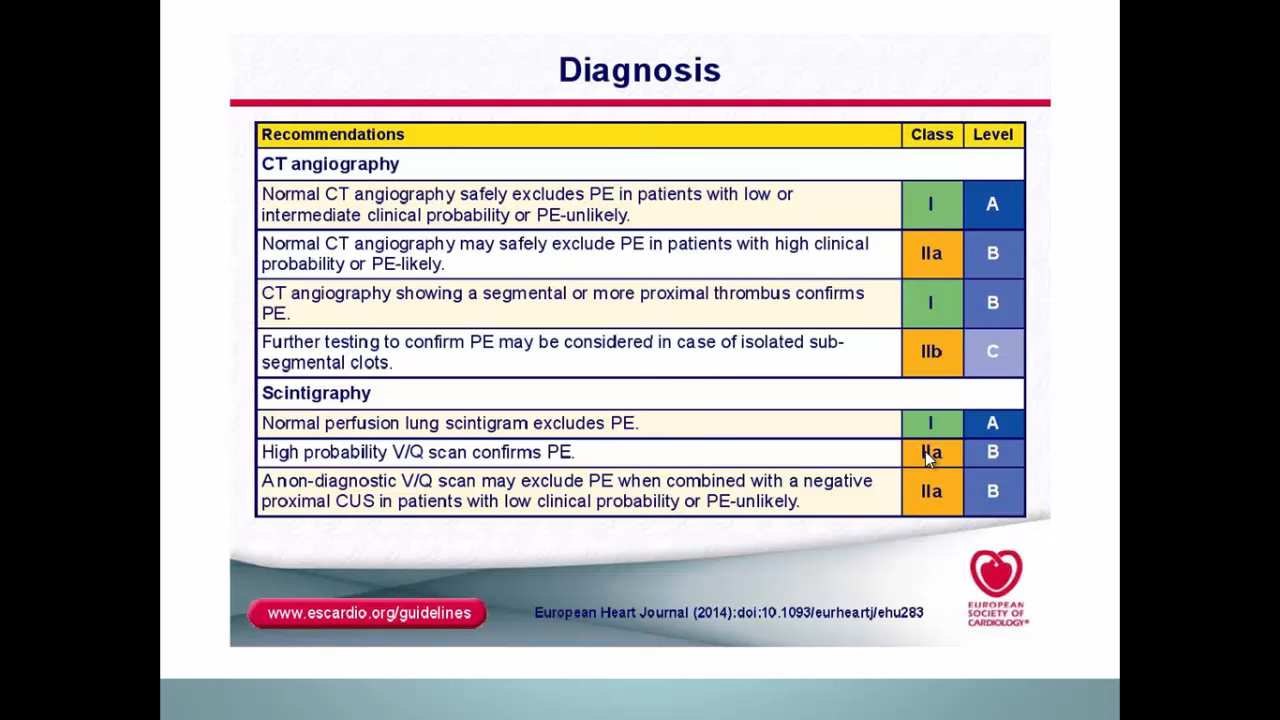 Diagnosis
Recommendations Class Level
CT angiography
Normal CT angiography safely excludes PE in patients with low or
intermediate clinical probability or PE-unlikely. I A
Normal CT angiography may safely exclude PE in patients with high clinical
probability or PE-likely. IIa B
CT angiography showing a segmental or more proximal thrombus confirms
PE. I B
Further testing to confirm PE may be considered in case of isolated sub-
segmental clots. IIb C
Scintigraphy
Normal perfusion lung scintigram excludes PE. I A
High probability V/Q scan confirms PE. IIa B
A non-diagnostic V/Q scan may exclude PE when combined with a negative
proximal CUS in patients with low clinical probability or PE-unlikely. IIa B
www.escardio.org/guidelines
European Heart Journal (2014):doi:10.1093/eurheartj/ehu283
EUROPEAN
SOCIETY OF
CARDIOLOGY®